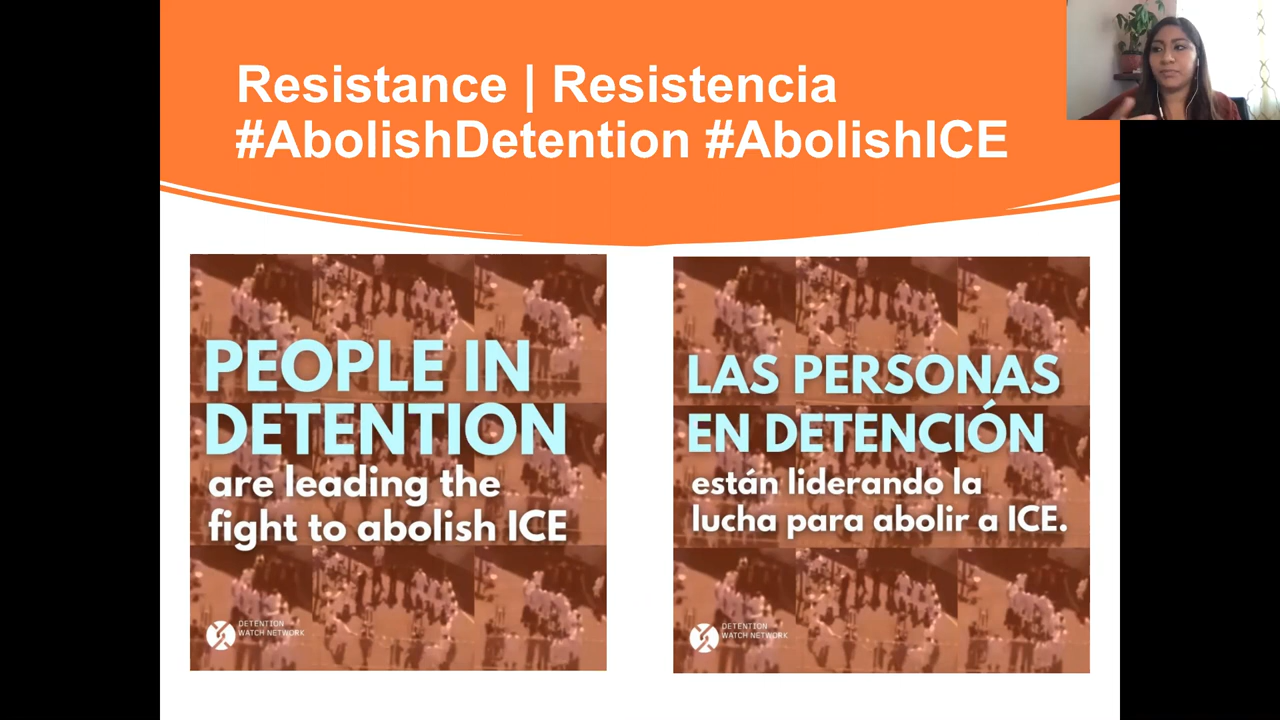 Resistance | Resistencia
#AbolishDetention #AbolishICE
PEOPLE IN
DETENTION
are leading the
fight to abolish ICE
DETENTION
WATCH NETWORK
LAS PERSONAS
EN DETENCIÓN
están liderando la
lucha para abolir a ICE.
DETENTION
WATCH NETWORK